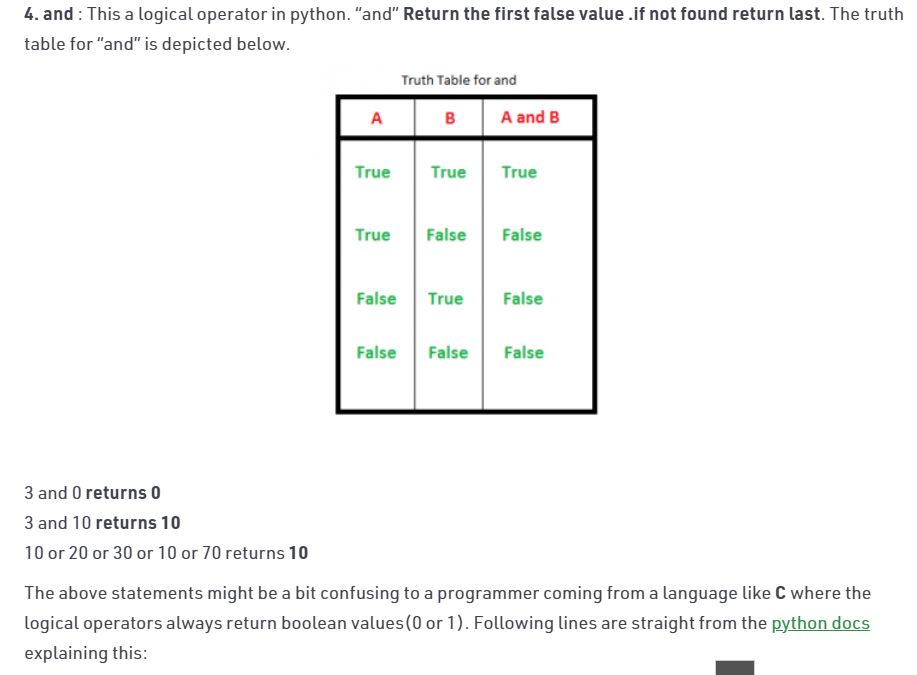 4. and : This a logical operator in python. “and” Return the first false value .if not found return last. The truth
table for “and” is depicted below.
Truth Table for and
A B A and B
True True True
True False False
False True False
False False False
3 and 0 returns 0
3 and 10 returns 10
10 or 20 or 30 or 10 or 70 returns 10
The above statements might be a bit confusing to a programmer coming from a language like C where the
logical operators always return boolean values(0 or 1). Following lines are straight from the python docs
explaining this: